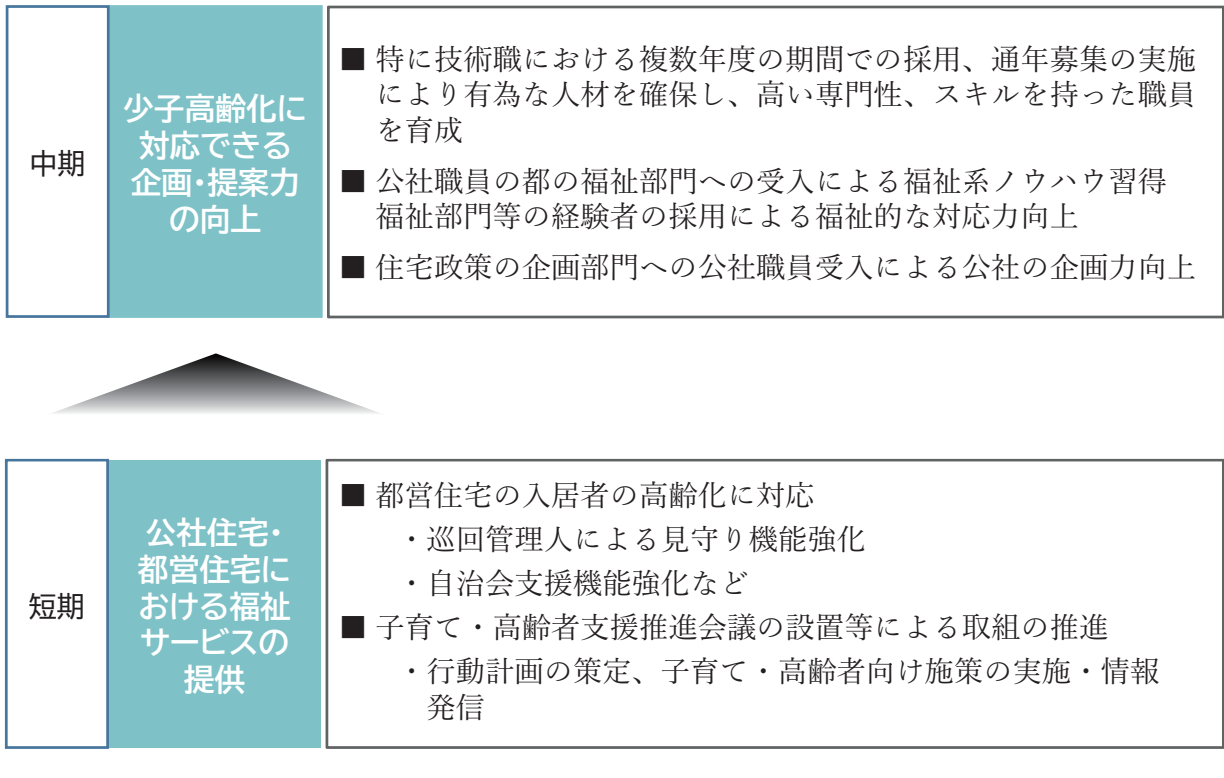 中期
少子高齢化に
対応できる
企画・提案力
の向上
■ 特に技術職における複数年度の期間での採用、通年募集の実施
により有為な人材を確保し、高い専門性、スキルを持った職員
を育成
■ 公社職員の都の福祉部門への受入による福祉系ノウハウ習得
福祉部門等の経験者の採用による福祉的な対応力向上
■ 住宅政策の企画部門への公社職員受入による公社の企画力向上
短期
公社住宅・
都営住宅に
おける福祉
サービスの
提供
■ 都営住宅の入居者の高齢化に対応
・巡回管理人による見守り機能強化
・自治会支援機能強化など
■ 子育て・高齢者支援推進会議の設置等による取組の推進
・行動計画の策定、子育て・高齢者向け施策の実施・情報
発信